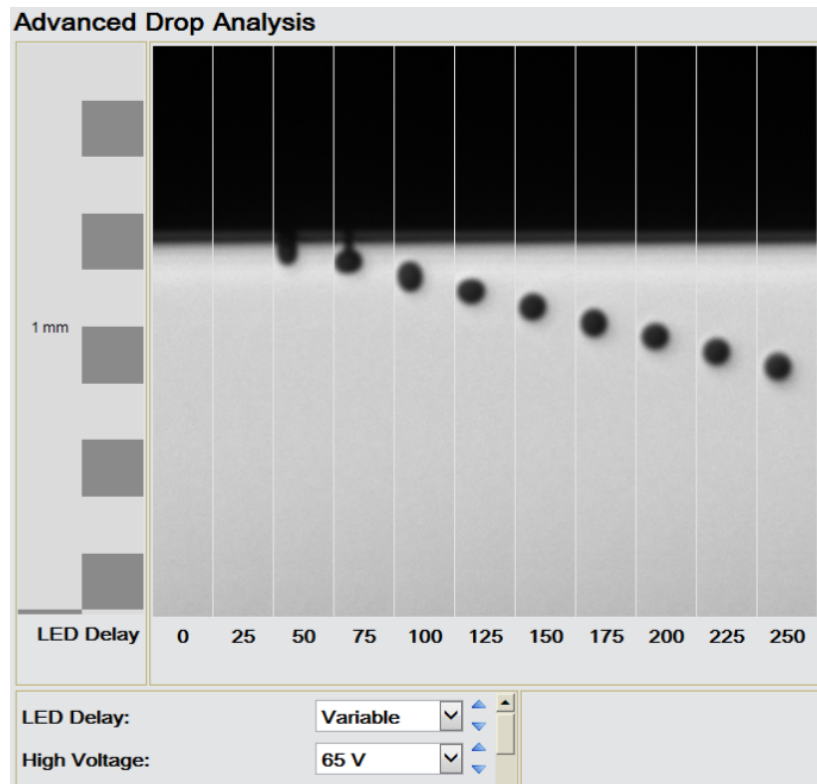 Advanced Drop Analysis
1 mm
LED Delay 0 25 50 75 100 125 150 175 200 225 250
LED Delay: Variable
High Voltage: 65 V